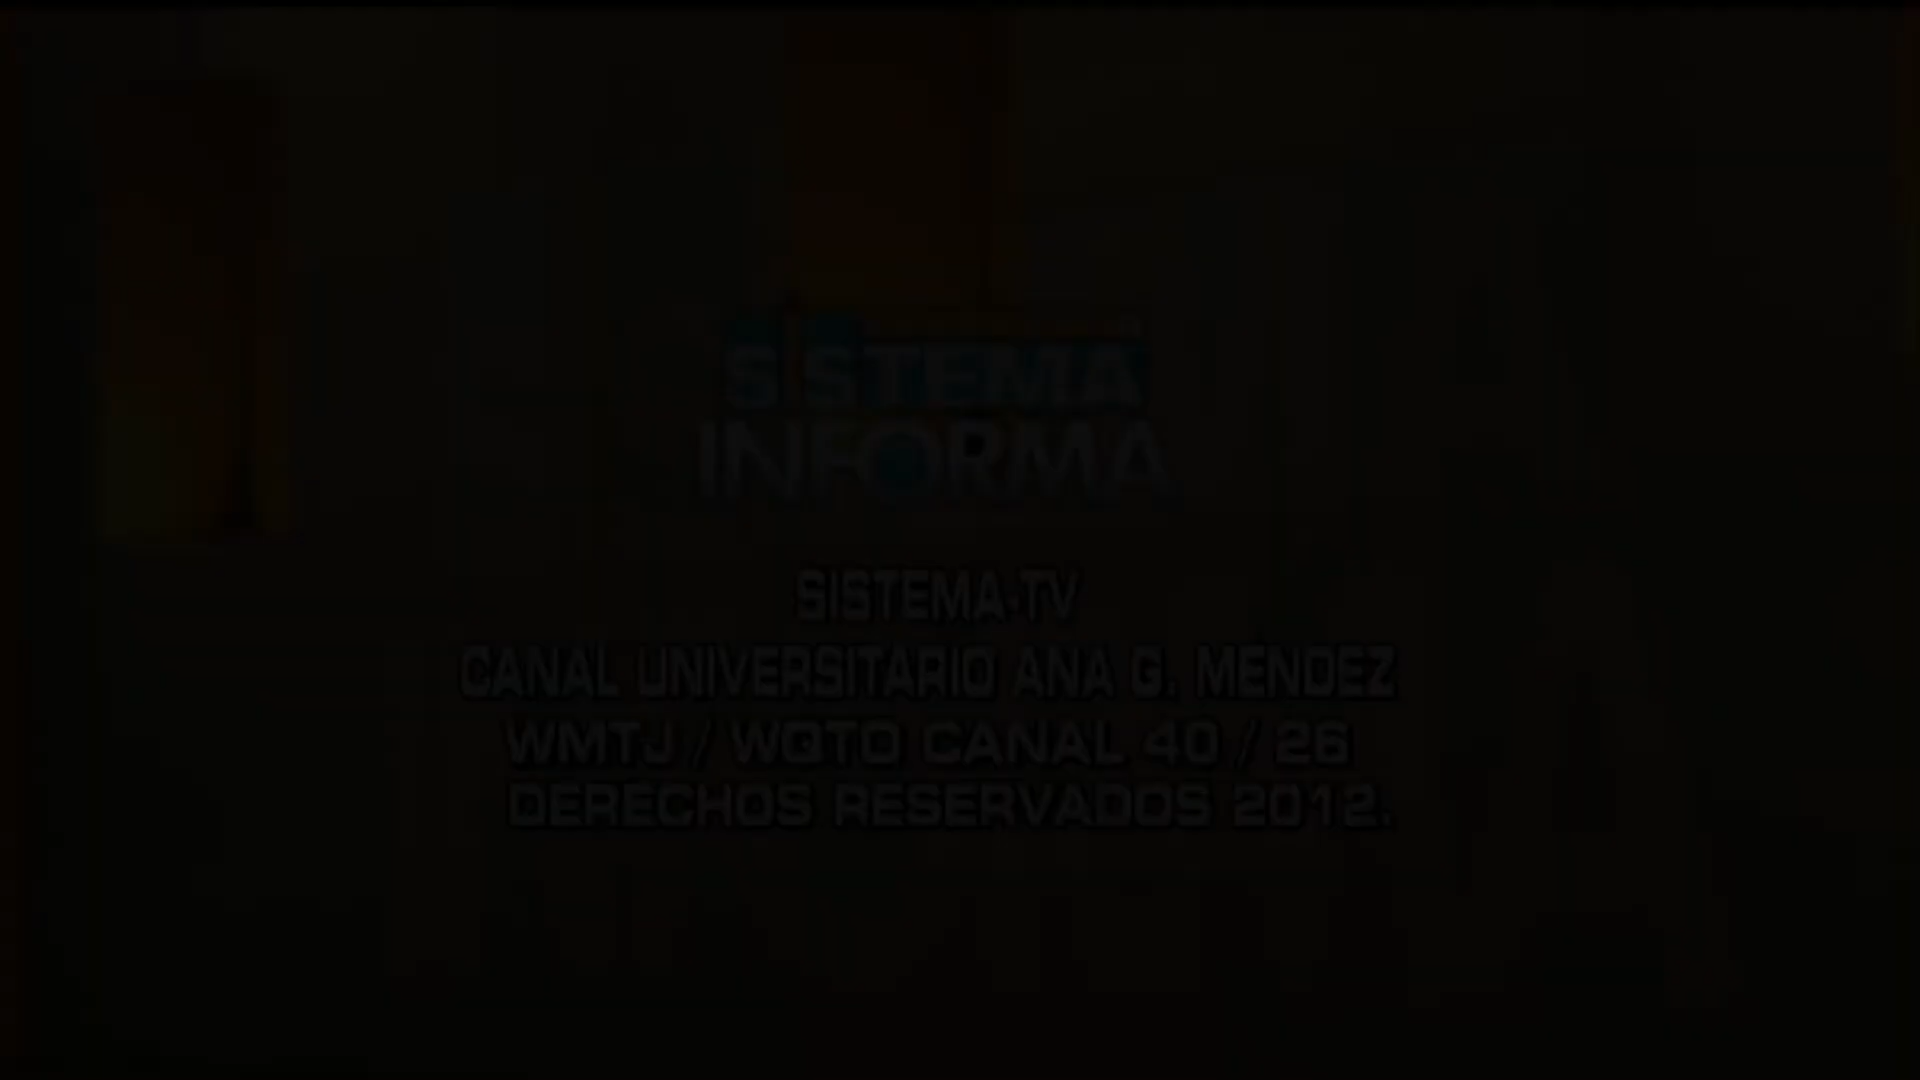 SISTEMA
INFORMA
SISTEMA-TV
CANAL UNIVERSITARIO ANA G. MENDEZ
WMTJ / WQTO CANAL 40 / 26
DERECHOS RESERVADOS 2012.